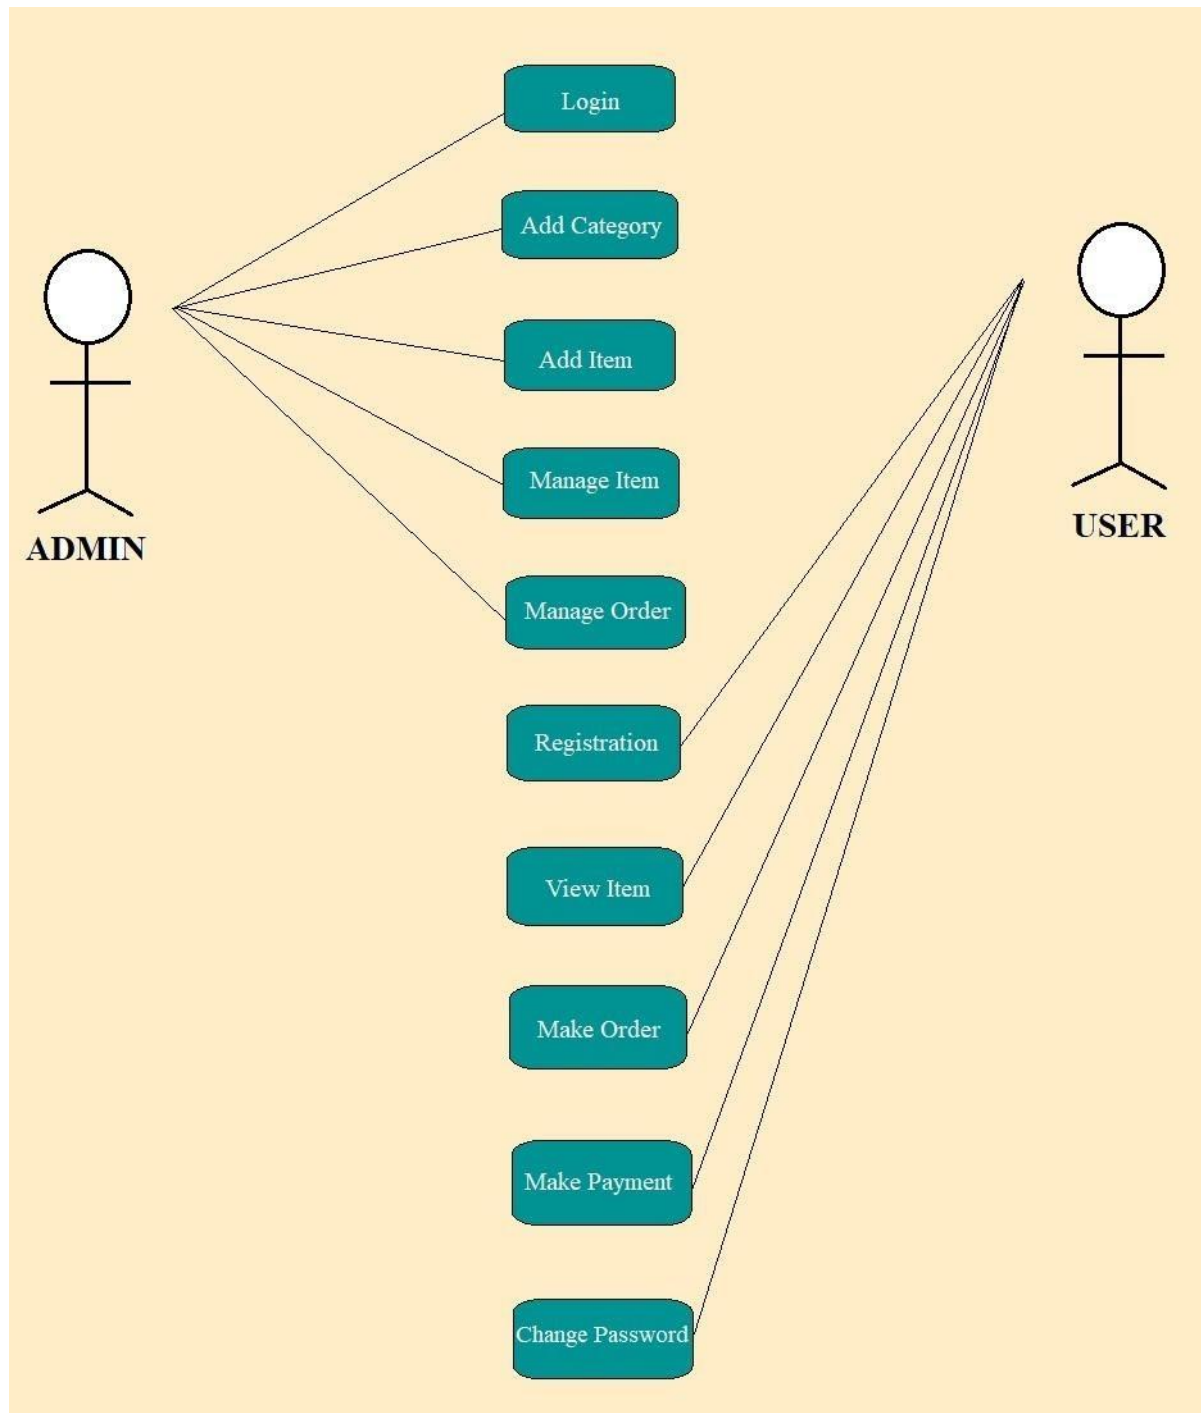 Login
Add Category
Add Item
Manage Item
ADMIN
USER
Manage Order
Registration
View Item
Make Order
Make Payment
Change Password